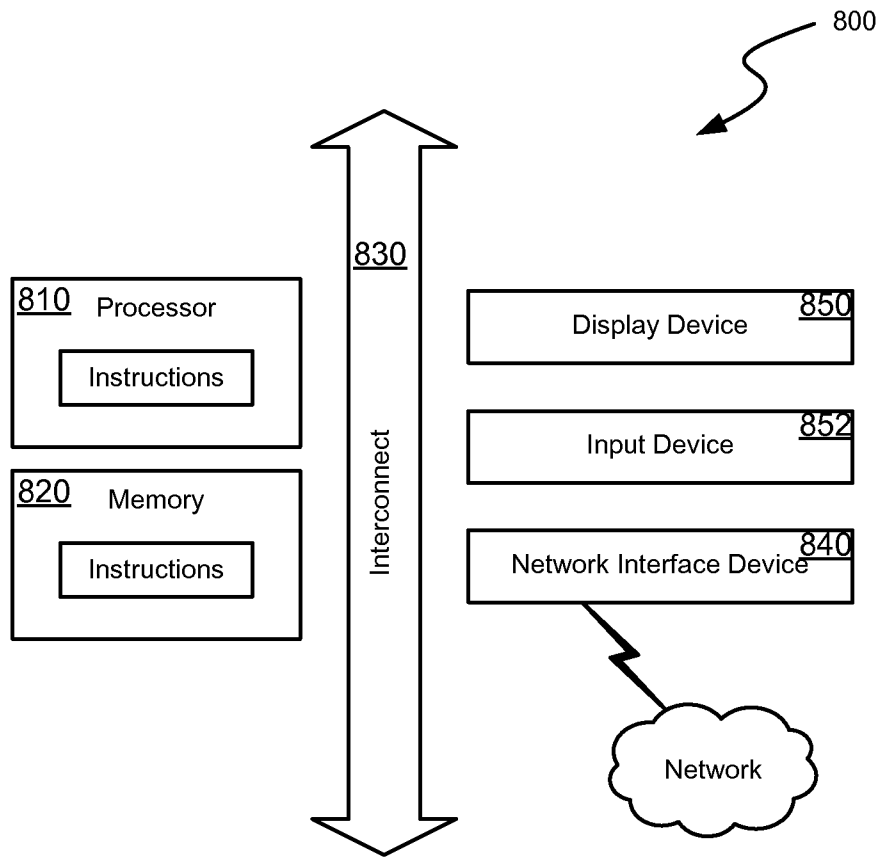 800
830
810
Processor
Instructions
820
Memory
Instructions
Interconnect
850
Display Device
852
Input Device
840
Network Interface Device
Network